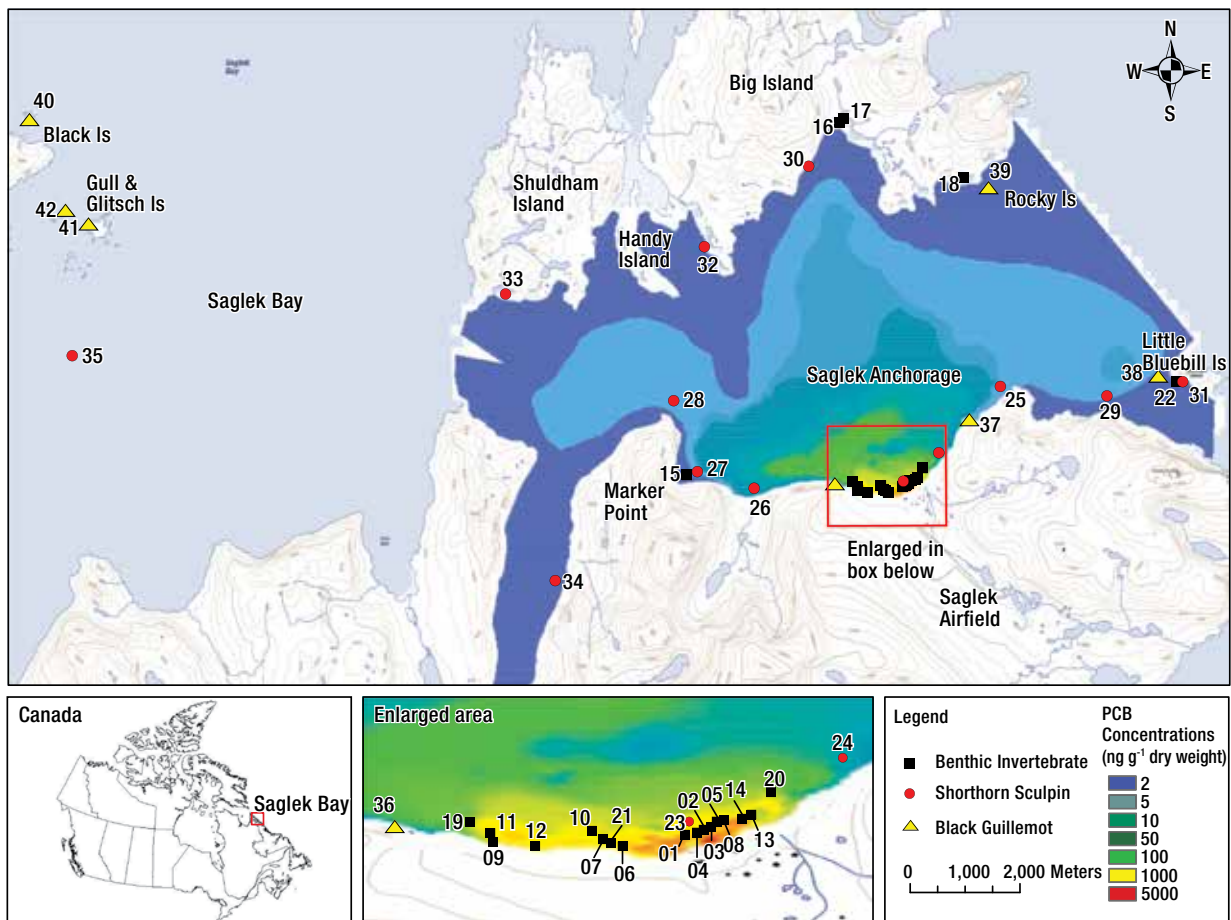 N
W E
S
40
Black Is
Gull &
Glitsch Is
42
41
Saglek
Bay
Saglek Bay
35
Big Island
17
16
30
Shuldham
Island
Handy
Island
32
33
18
39
Rocky Is
Saglek Anchorage
Little
Bluebill Is
38
22
31
25
29
37
28
15
27
Marker
Point
26
34
Enlarged in
box below
Saglek
Airfield
Canada
Saglek Bay
Enlarged area
24
36
19
11
09
12
10
21
07
06
02
05
14
20
23
01
04
03
08
13
Legend
Benthic Invertebrate
Shorthorn Sculpin
Black Guillemot
0 1,000 2,000 Meters
PCB
Concentrations
(ng g⁻¹ dry weight)
2
5
10
50
100
1000
5000